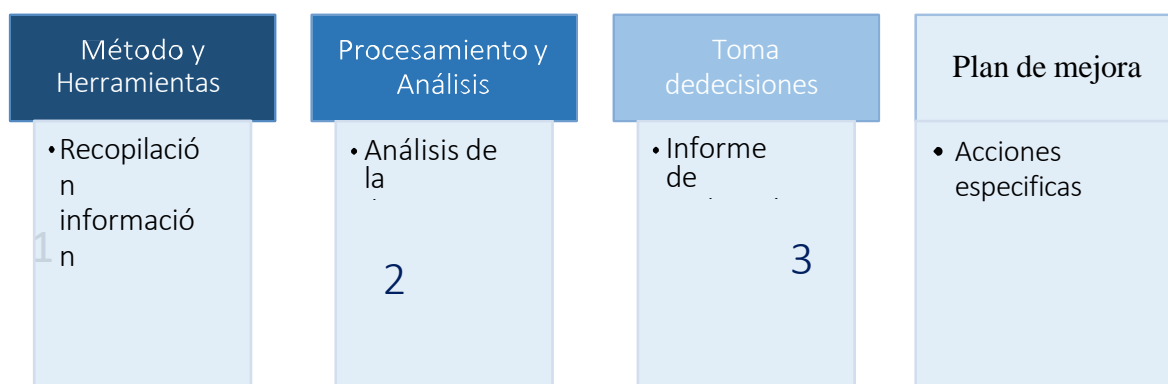 Método y
Herramientas
•Recopilació
n
informació
n
1
Procesamiento y
Análisis
• Análisis de
la
2
Toma
dedecisiones
• Informe
de
3
Plan de mejora
• Acciones
especificas